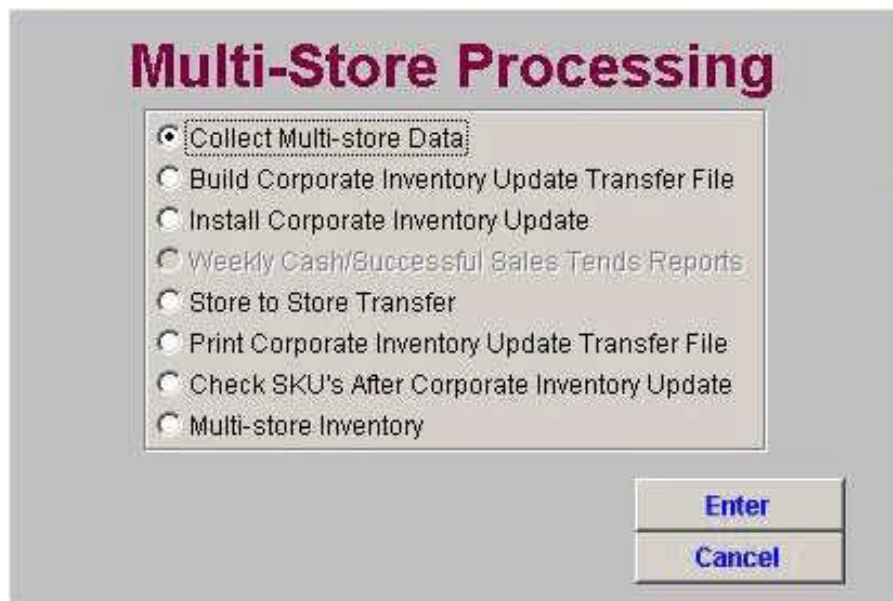 Multi-Store Processing
Collect Multi-store Data
Build Corporate Inventory Update Transfer File
Install Corporate Inventory Update
Weekly Cash/Successful Sales Tends Reports
Store to Store Transfer
Print Corporate Inventory Update Transfer File
Check SKU's After Corporate Inventory Update
Multi-store Inventory
Enter
Cancel